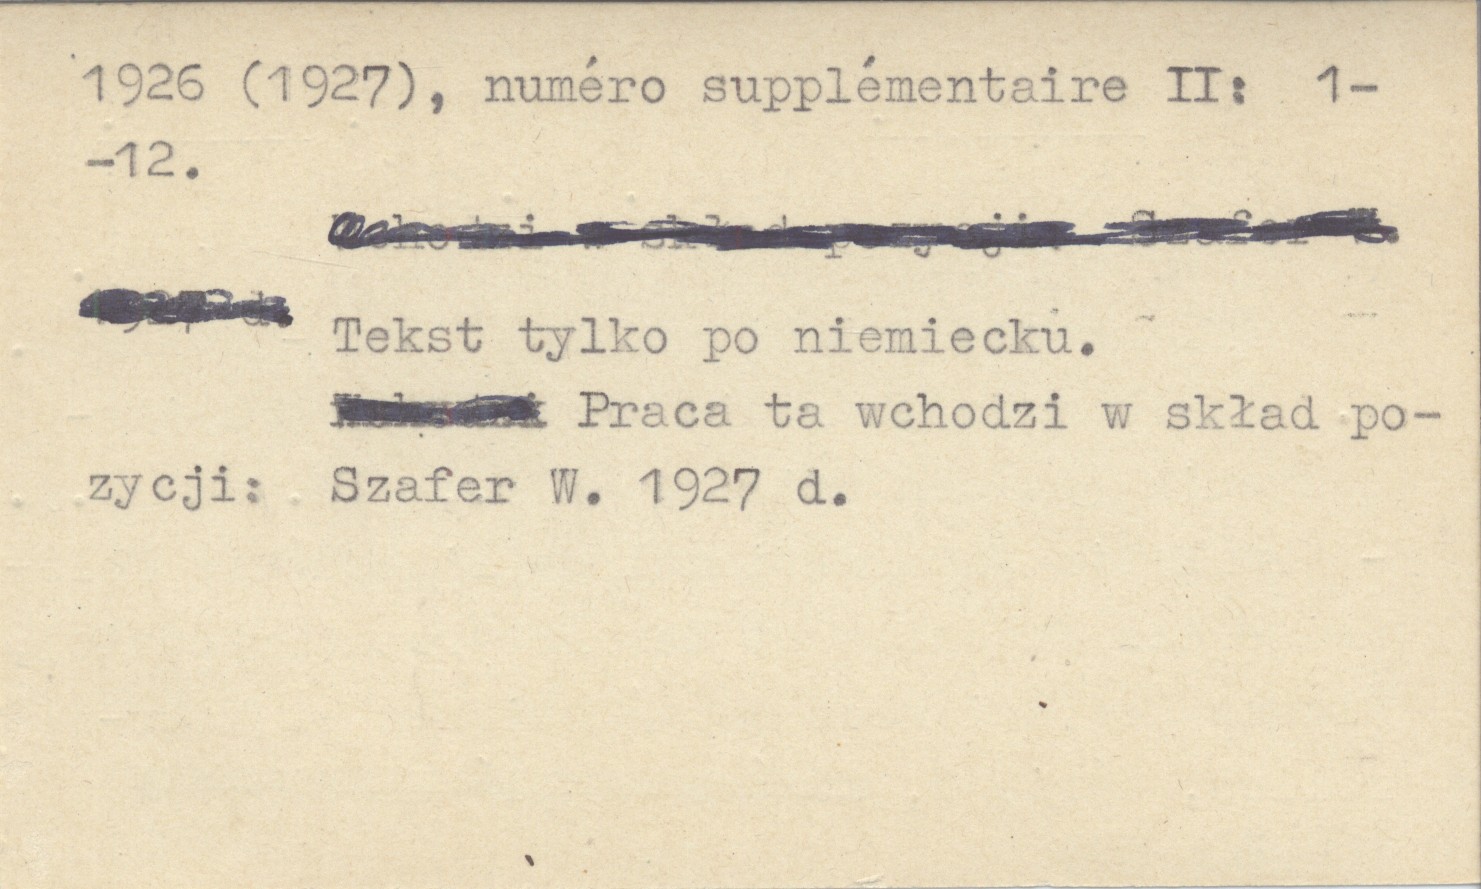 1926 (1927), numéro supplémentaire II: 1-
-12.
Tekst tylko po niemiecku.
Praca ta wchodzi w skład po-
zycji: Szafer W. 1927 d.